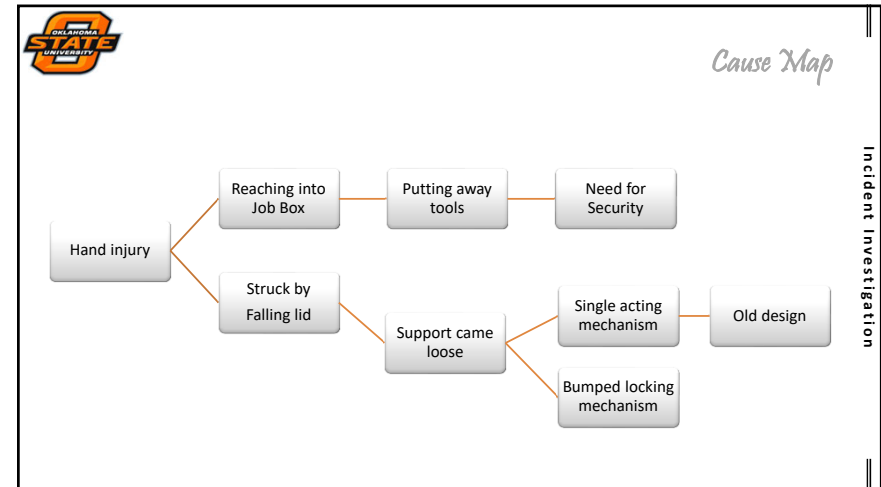 OKLAHOMA
STATE
UNIVERSITY
Cause Map
Incident Investigation
Hand injury
Reaching into
Job Box
Putting away
tools
Need for
Security
Struck by
Falling lid
Support came
loose
Single acting
mechanism
Old design
Bumped locking
mechanism